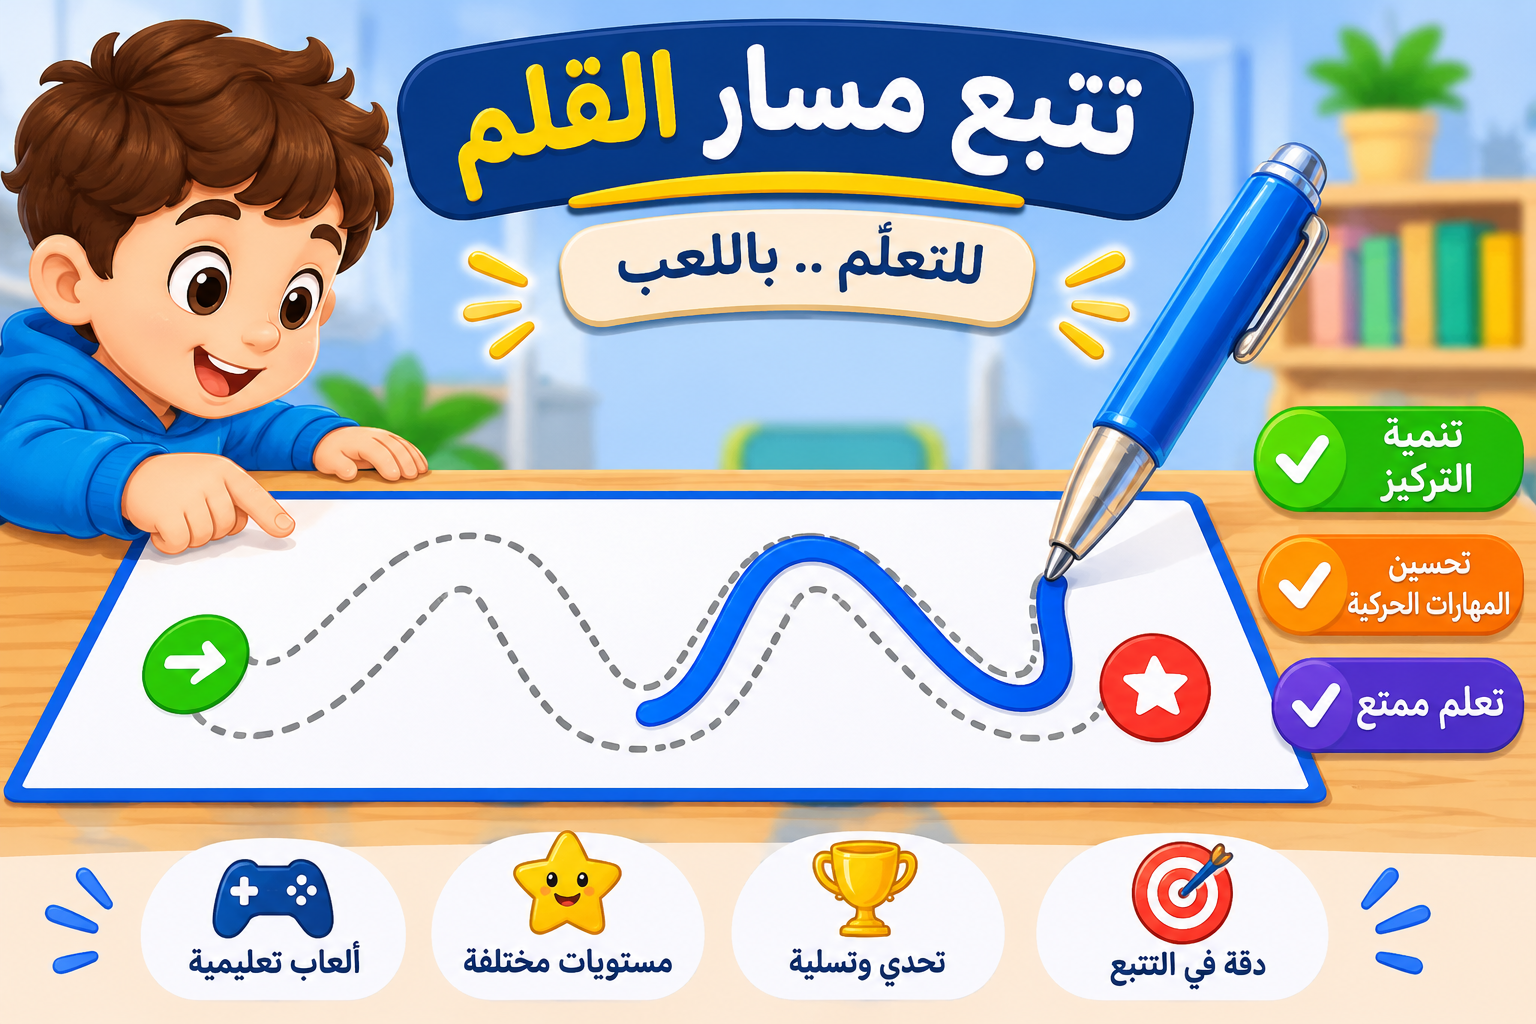 تتبع مسار القلم
للتعلّم .. باللعب
تنمية
التركيز
تحسين
المهارات الحركية
تعلم ممتع
دقة في التتبع
تحدي وتسلية
مستويات مختلفة
ألعاب تعليمية